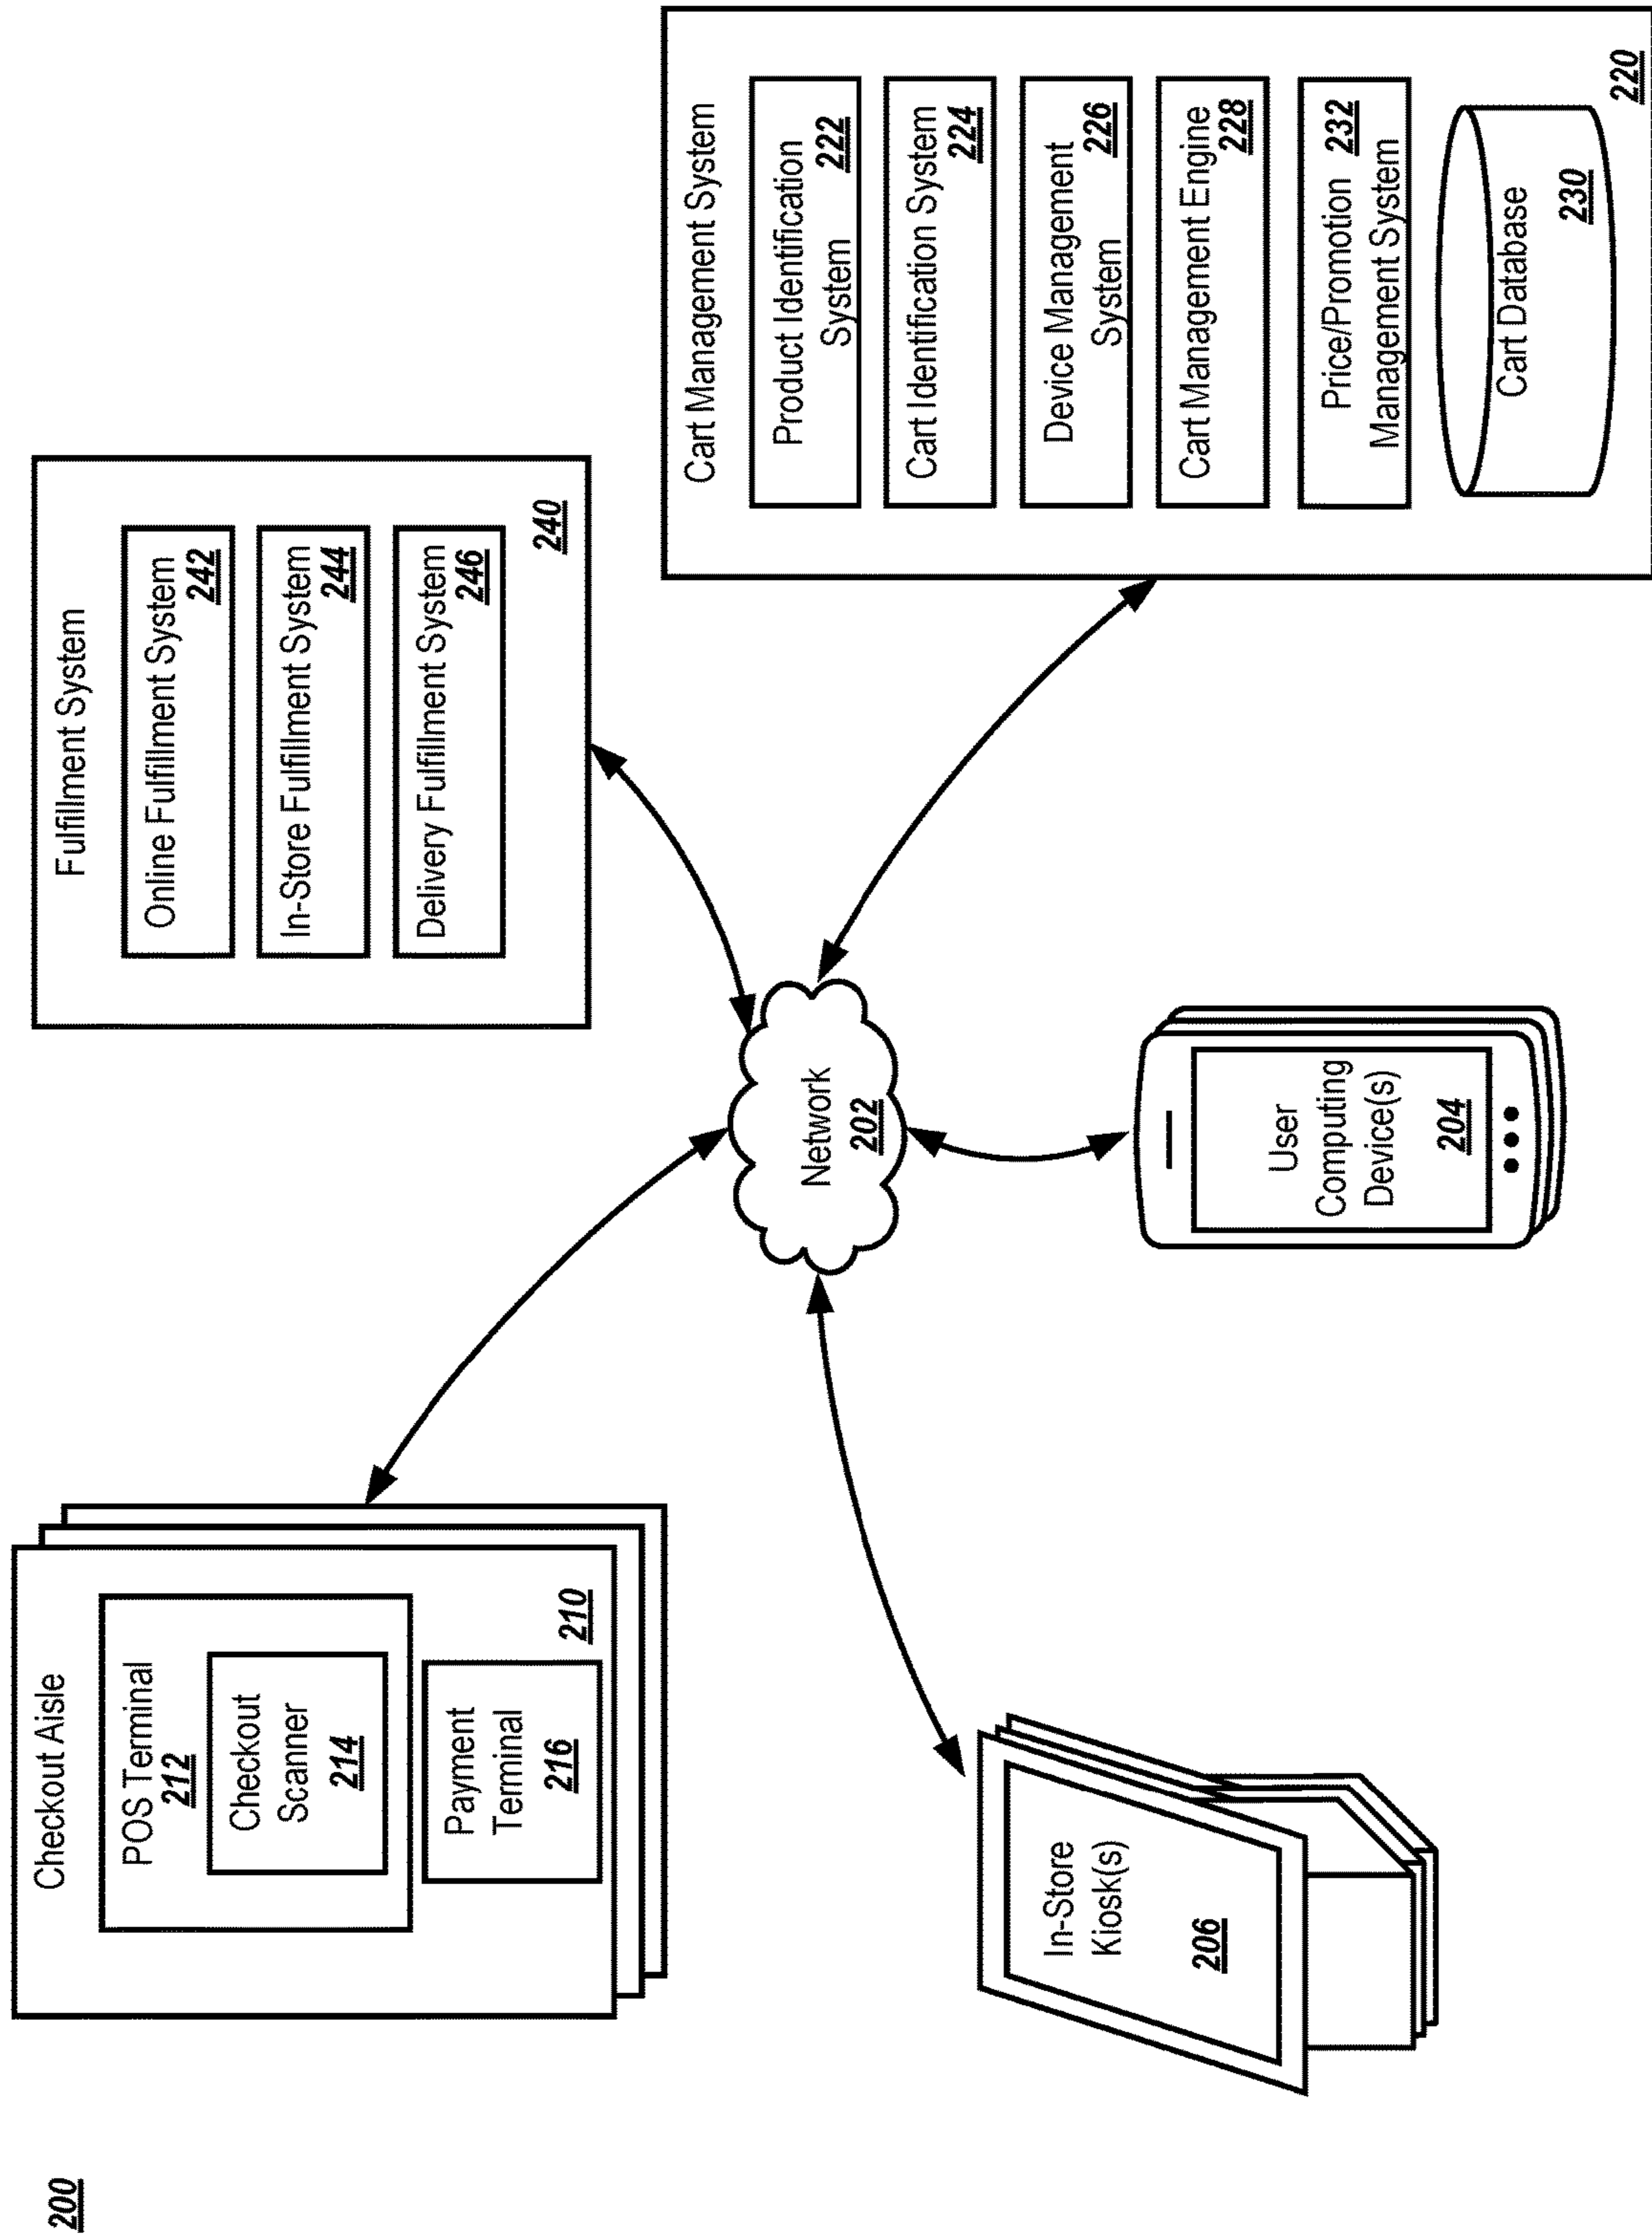 200
Checkout Aisle
POS Terminal
212
Checkout
Scanner
214
Payment
Terminal
216
210
Fulfillment System
Online Fulfillment System
242
In-Store Fulfillment System
244
Delivery Fulfillment System
246
240
Network
202
In-Store
Kiosk(s)
206
User
Computing
Device(s)
204
Cart Management System
Product Identification
System 222
Cart Identification System
224
Device Management
System 226
Cart Management Engine
228
Price/Promotion 232
Management System
Cart Database
230
220